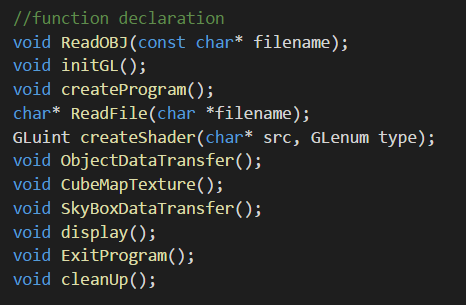 //function declaration
void ReadOBJ(const char* filename);
void initGL();
void createProgram();
char* ReadFile(char *filename);
GLuint createShader(char* src, GLenum type);
void ObjectDataTransfer();
void CubeMapTexture();
void SkyBoxDataTransfer();
void display();
void ExitProgram();
void cleanUp();